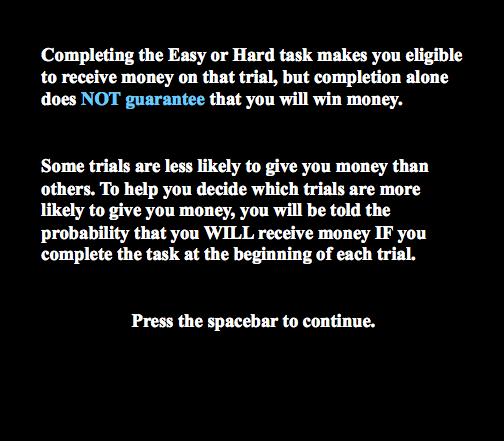 Completing the Easy or Hard task makes you eligible
to receive money on that trial, but completion alone
does NOT guarantee that you will win money.
Some trials are less likely to give you money than
others. To help you decide which trials are more
likely to give you money, you will be told the
probability that you WILL receive money IF you
complete the task at the beginning of each trial.
Press the spacebar to continue.